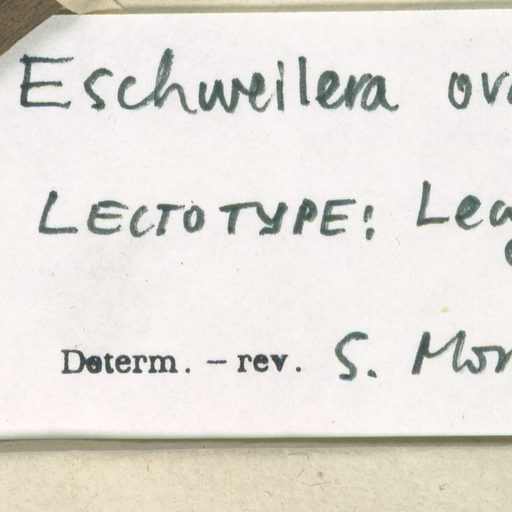 Eschweilera
LECTOTYPE:
Determ. – rev. S.